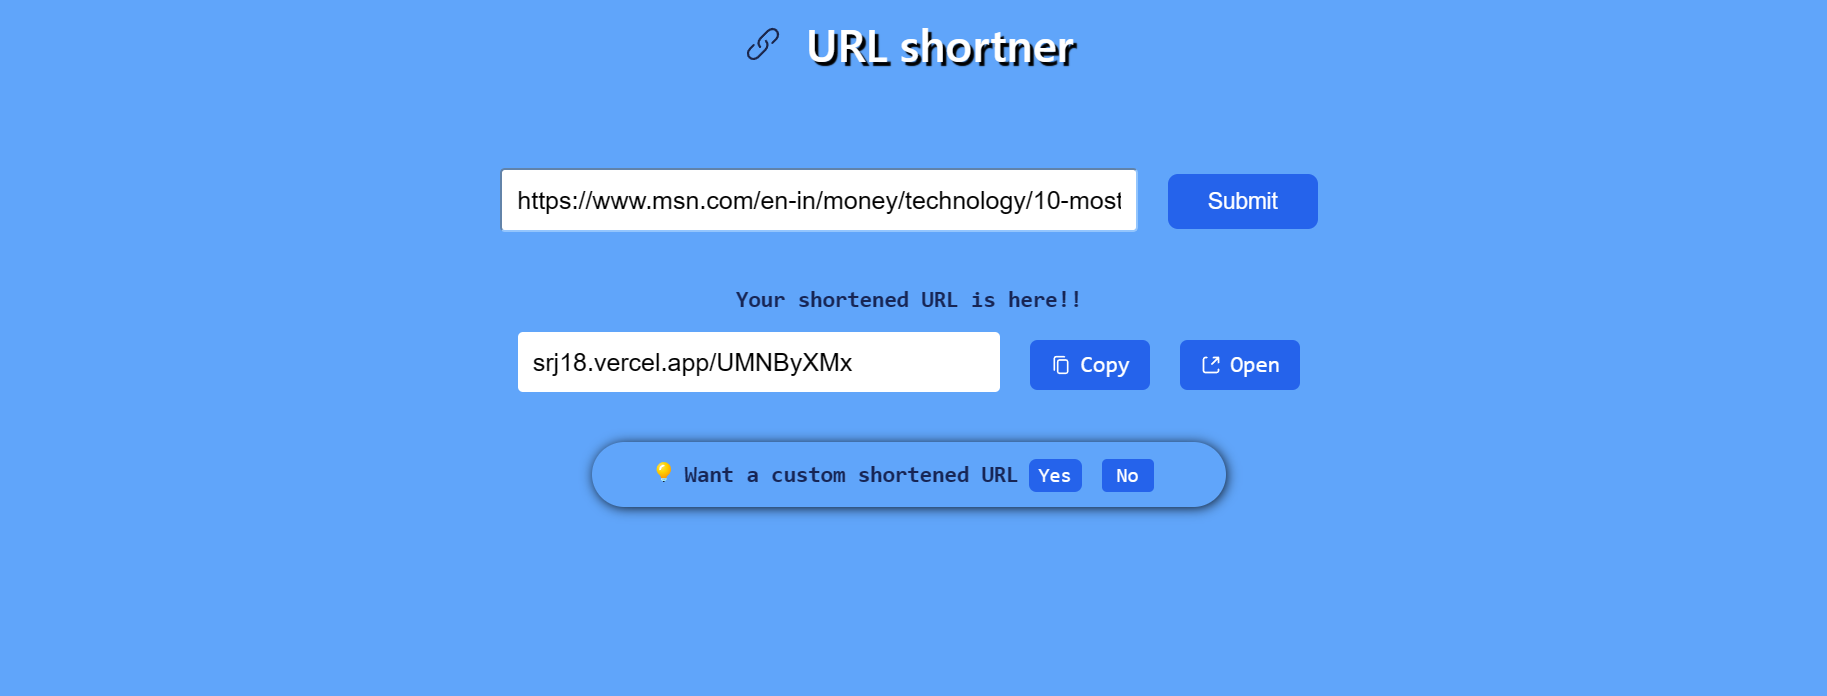 URL shortner
https://www.msn.com/en-in/money/technology/10-most
Submit
Your shortened URL is here!!
srj18.vercel.app/UMNByXMx
Copy
Open
Want a custom shortened URL Yes No